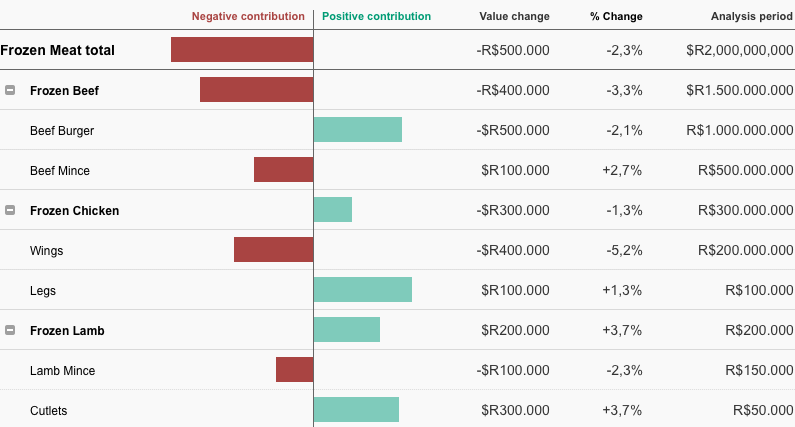 Negative contribution Positive contribution Value change % Change Analysis period
Frozen Meat total -R$500.000 -2,3% $R2,000,000,000
Frozen Beef -R$400.000 -3,3% $R1.500.000.000
Beef Burger -$R500.000 -2,1% R$1.000.000.000
Beef Mince $R100.000 +2,7% R$500.000.000
Frozen Chicken -$R300.000 -1,3% R$300.000.000
Wings -$R400.000 -5,2% R$200.000.000
Legs $R100.000 +1,3% R$100.000
Frozen Lamb $R200.000 +3,7% R$200.000
Lamb Mince -$R100.000 -2,3% R$150.000
Cutlets $R300.000 +3,7% R$50.000